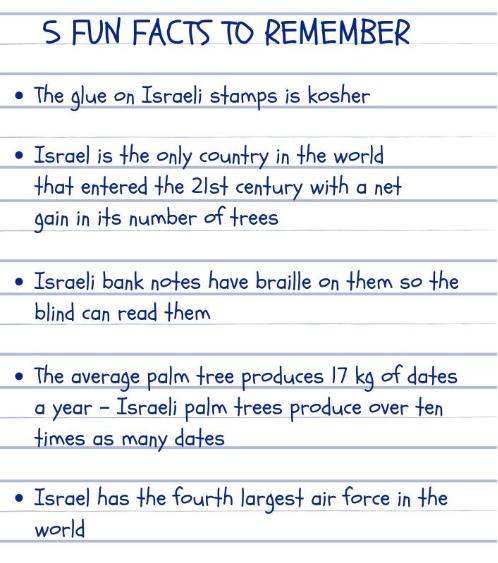 5 FUN FACTS TO REMEMBER
• The glue on Israeli stamps is kosher
• Israel is the only country in the world
that entered the 21st century with a net
gain in its number of trees
• Israeli bank notes have braille on them so the
blind can read them
• The average palm tree produces 17 kg of dates
a year - Israeli palm trees produce over ten
times as many dates
• Israel has the fourth largest air force in the
world